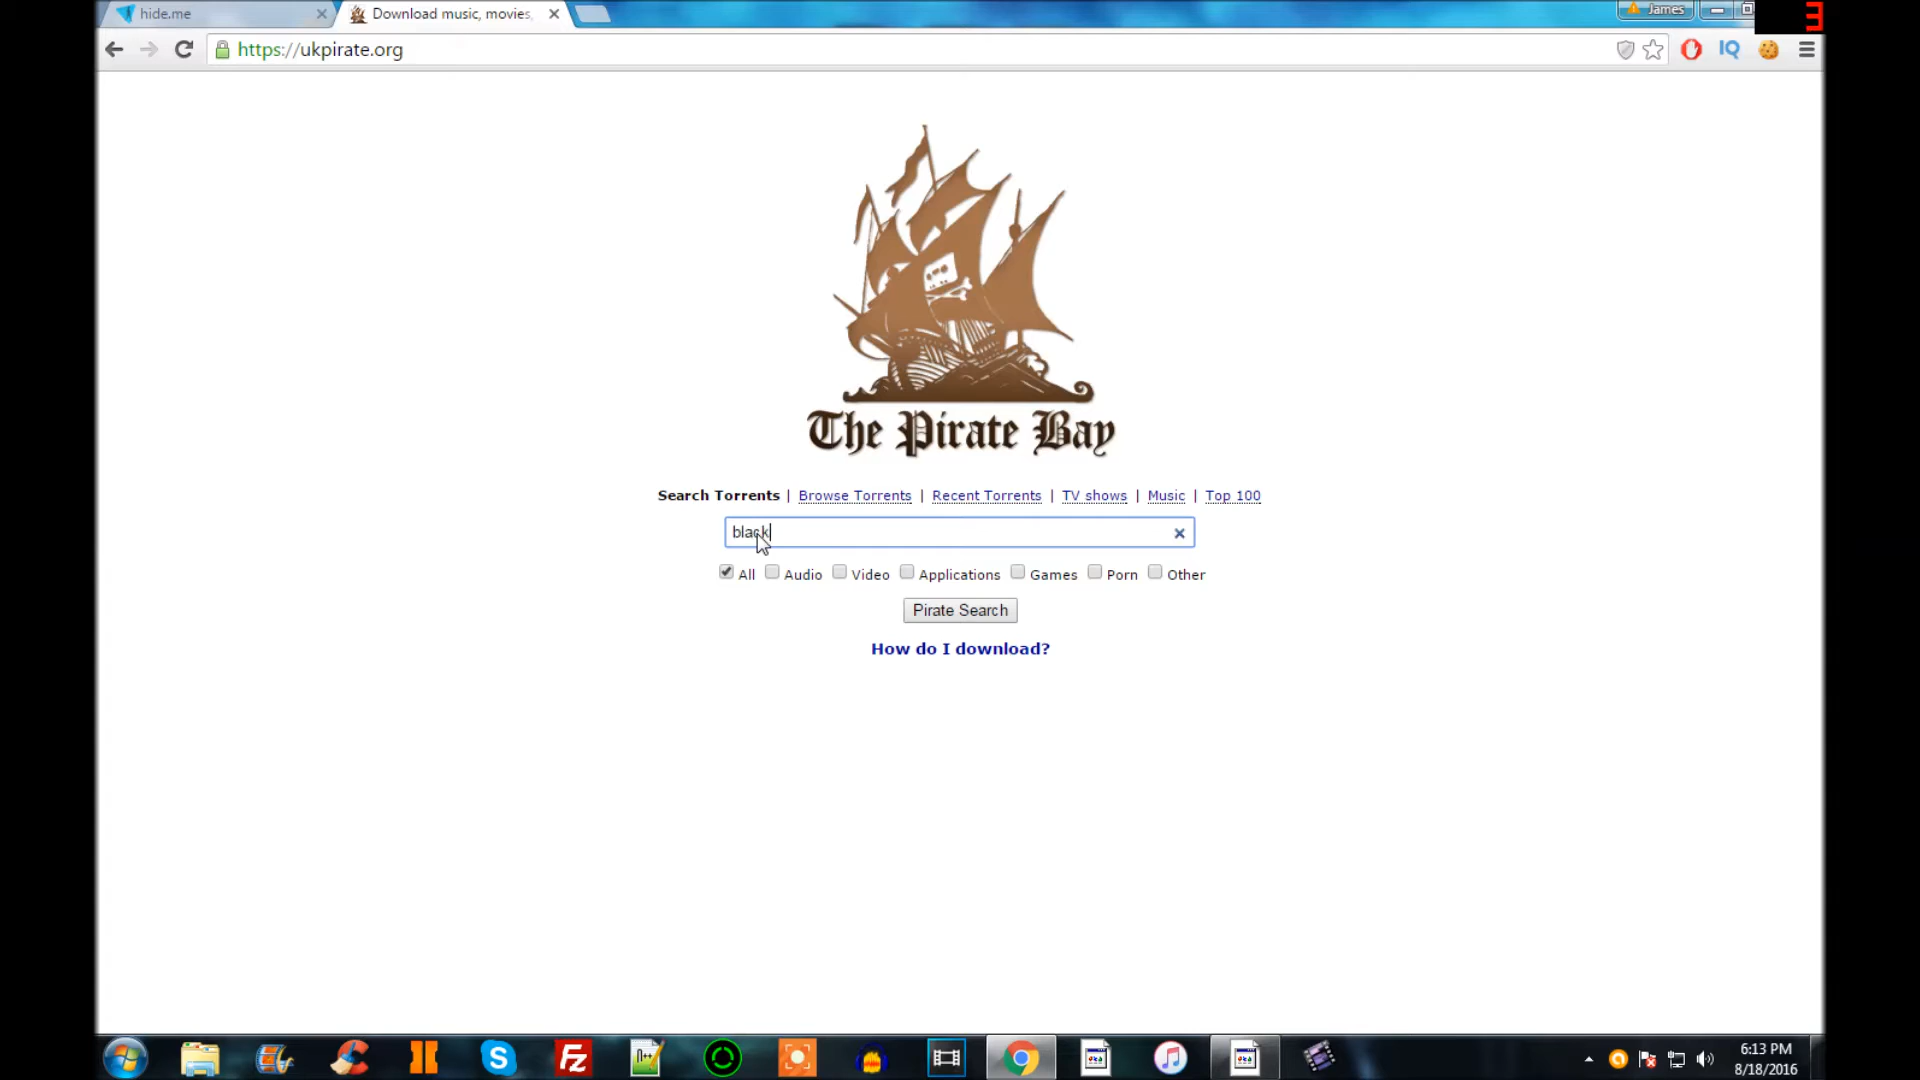 hide.me
Download music, movies,
James
3
https://ukpirate.org
IQ
The Pirate Bay
Search Torrents | Browse Torrents | Recent Torrents | TV shows | Music | Top 100
black
All Audio Video Applications Games Porn Other
Pirate Search
How do I download?
6:13 PM
8/18/2016